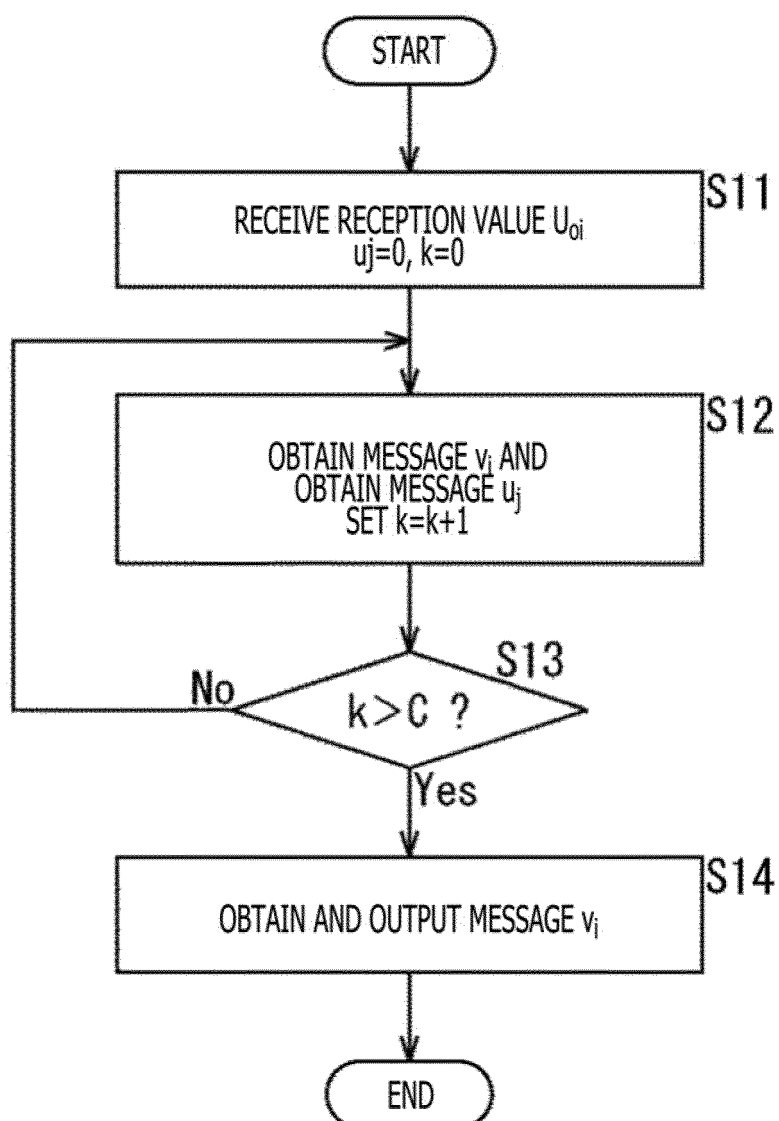 START
S11
RECEIVE RECEPTION VALUE U₀ᵢ
uj=0, k=0
S12
OBTAIN MESSAGE vᵢ AND
OBTAIN MESSAGE uⱼ
SET k=k+1
S13
No
k>C ?
Yes
S14
OBTAIN AND OUTPUT MESSAGE vᵢ
END